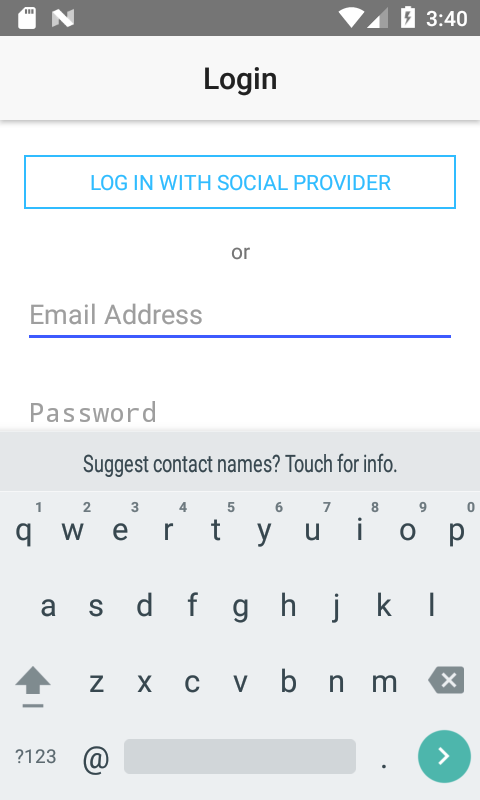 3:40
Login
LOG IN WITH SOCIAL PROVIDER
or
Email Address
Password
Suggest contact names? Touch for info.
1 2 3 4 5 6 7 8 9 0
q w e r t y u i o p
a s d f g h j k l
z x c v b n m
?123 @ .